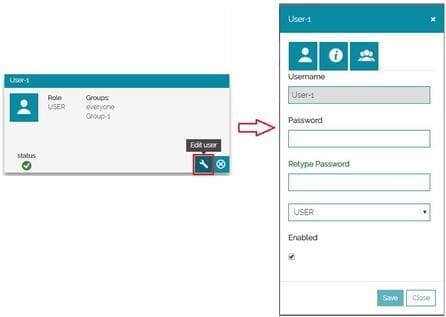 User-1
Role
USER
Groups:
everyone
Group-1
status
Edit user
User-1
Username
User-1
Password
Retype Password
USER
Enabled
Save
Close